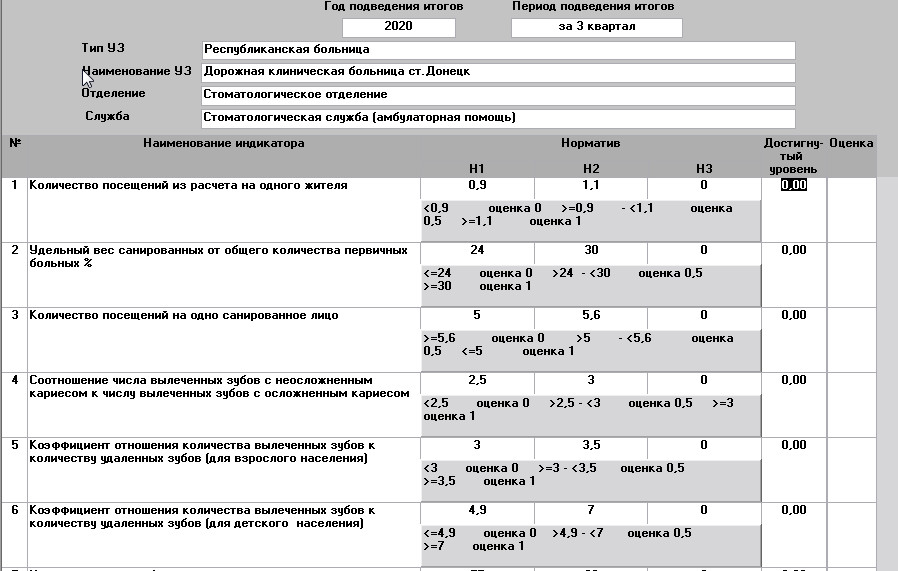 Год подведения итогов Период подведения итогов
2020 за 3 квартал
Тип УЗ Республиканская больница
Наименование УЗ Дорожная клиническая больница ст.Донецк
Отделение Стоматологическое отделение
Служба Стоматологическая служба (амбулаторная помощь)
№ Наименование индикатора Норматив Достигну- Оценка
тый
Н1 Н2 Н3 уровень
1 Количество посещений из расчета на одного жителя 0,9 1,1 0 0,00
<0,9 оценка 0 >=0,9 - <1,1 оценка
0,5 >=1,1 оценка 1
2 Удельный вес санированных от общего количества первичных 24 30 0 0,00
больных %
<=24 оценка 0 >24 - <30 оценка 0,5
>=30 оценка 1
3 Количество посещений на одно санированное лицо 5 5,6 0 0,00
>=5,6 оценка 0 >5 - <5,6 оценка
0,5 <=5 оценка 1
4 Соотношение числа вылеченных зубов с неосложненным 2,5 3 0 0,00
кариесом к числу вылеченных зубов с осложненным кариесом
<2,5 оценка 0 >2,5 - <3 оценка 0,5 >=3
оценка 1
5 Коэффициент отношения количества вылеченных зубов к 3 3,5 0 0,00
количеству удаленных зубов (для взрослого населения)
<3 оценка 0 >=3 - <3,5 оценка 0,5
>=3,5 оценка 1
6 Коэффициент отношения количества вылеченных зубов к 4,9 7 0 0,00
количеству удаленных зубов (для детского населения)
<=4,9 оценка 0 >4,9 - <7 оценка 0,5
>=7 оценка 1